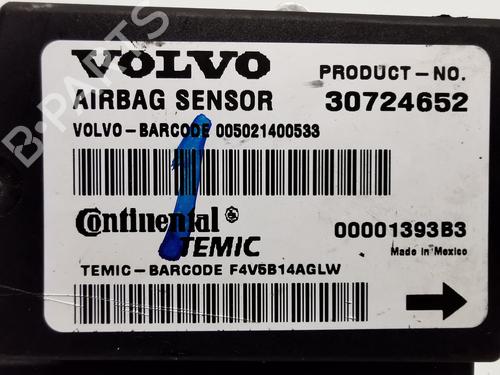 VOLVO
PRODUCT-NO.
AIRBAG SENSOR
30724652
VOLVO-BARCODE 005021400533
Continental
TEMIC
00001393B3
Made in Mexico
TEMIC-BARCODE F4V5B14AGLW
B-PARTS